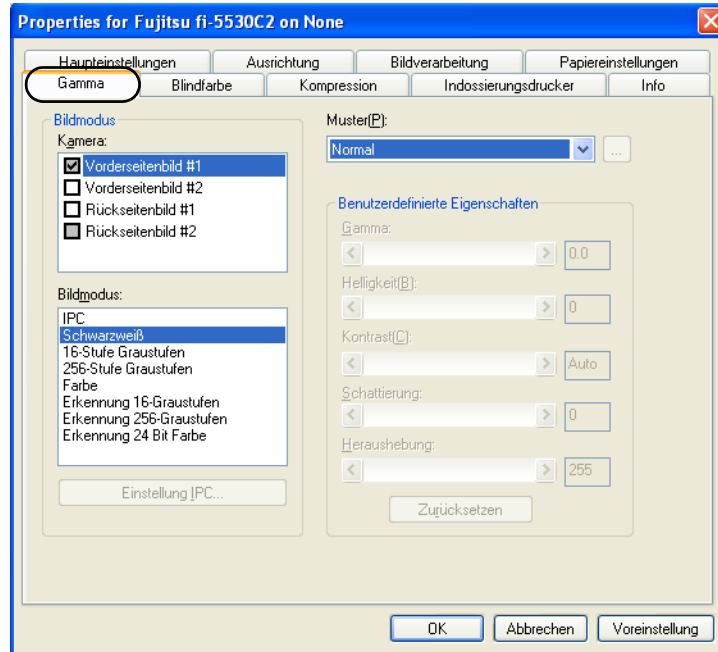 Properties for Fujitsu fi-5530C2 on None
Haupteinstellungen
Ausrichtung
Bildverarbeitung
Papiereinstellungen
Gamma
Blindfarbe
Kompression
Indossierungsdrucker
Info
Bildmodus
Kamera:
Vorderseitenbild #1
Vorderseitenbild #2
Rückseitenbild #1
Rückseitenbild #2
Bildmodus:
IPC
Schwarzweiß
16-Stufe Graustufen
256-Stufe Graustufen
Farbe
Erkennung 16-Graustufen
Erkennung 256-Graustufen
Erkennung 24 Bit Farbe
Einstellung IPC...
Muster(P):
Normal
...
Benutzerdefinierte Eigenschaften
Gamma:
0.0
Helligkeit(B):
0
Kontrast(C):
Auto
Schattierung:
0
Heraushebung:
255
Zurücksetzen
OK
Abbrechen
Voreinstellung